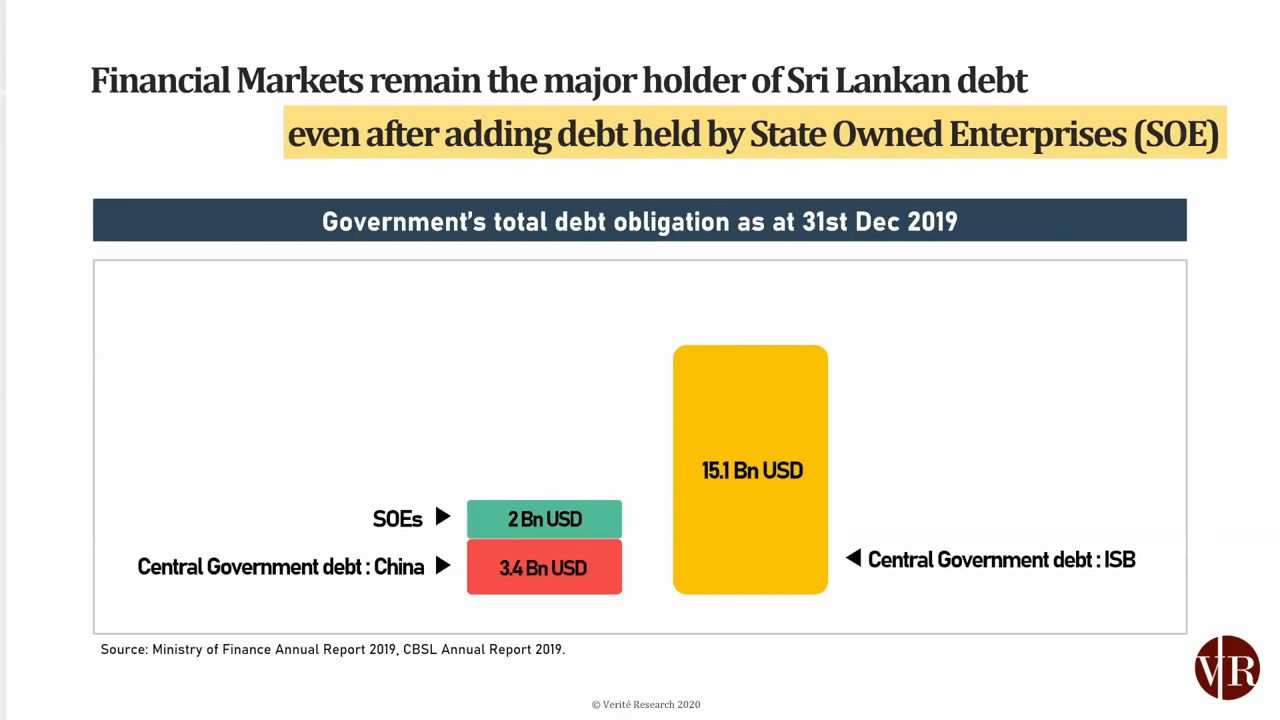 Financial Markets remain the major holder of Sri Lankan debt
even after adding debt held by State Owned Enterprises (SOE)
Government's total debt obligation as at 31st Dec 2019
15.1 Bn USD
SOEs
2 Bn USD
Central Government debt : China
3.4 Bn USD
Central Government debt : ISB
Source: Ministry of Finance Annual Report 2019, CBSL Annual Report 2019.
VR
© Verité Research 2020